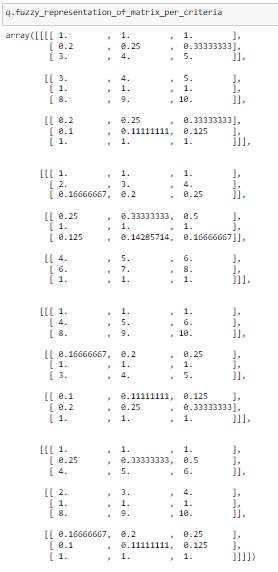 q.fuzzy_representation_of_matrix_per_criteria
array([[[[ 1.        , 1.        , 1.        ],
[ 0.2       , 0.25      , 0.33333333],
[ 3.        , 4.        , 5.        ]],
[[ 3.        , 4.        , 5.        ],
[ 1.        , 1.        , 1.        ],
[ 8.        , 9.        , 10.       ]],
[[ 0.2       , 0.25      , 0.33333333],
[ 0.1       , 0.11111111, 0.125     ],
[ 1.        , 1.        , 1.        ]]],
[[[ 1.        , 1.        , 1.        ],
[ 2.        , 3.        , 4.        ],
[ 0.16666667, 0.2       , 0.25      ]],
[[ 0.25      , 0.33333333, 0.5       ],
[ 1.        , 1.        , 1.        ],
[ 0.125     , 0.14285714, 0.16666667]],
[[ 4.        , 5.        , 6.        ],
[ 6.        , 7.        , 8.        ],
[ 1.        , 1.        , 1.        ]]],
[[[ 1.        , 1.        , 1.        ],
[ 4.        , 5.        , 6.        ],
[ 8.        , 9.        , 10.       ]],
[[ 0.16666667, 0.2       , 0.25      ],
[ 1.        , 1.        , 1.        ],
[ 3.        , 4.        , 5.        ]],
[[ 0.1       , 0.11111111, 0.125     ],
[ 0.2       , 0.25      , 0.33333333],
[ 1.        , 1.        , 1.        ]]],
[[[ 1.        , 1.        , 1.        ],
[ 0.25      , 0.33333333, 0.5       ],
[ 4.        , 5.        , 6.        ]],
[[ 2.        , 3.        , 4.        ],
[ 1.        , 1.        , 1.        ],
[ 8.        , 9.        , 10.       ]],
[[ 0.16666667, 0.2       , 0.25      ],
[ 0.1       , 0.11111111, 0.125     ],
[ 1.        , 1.        , 1.        ]]]])